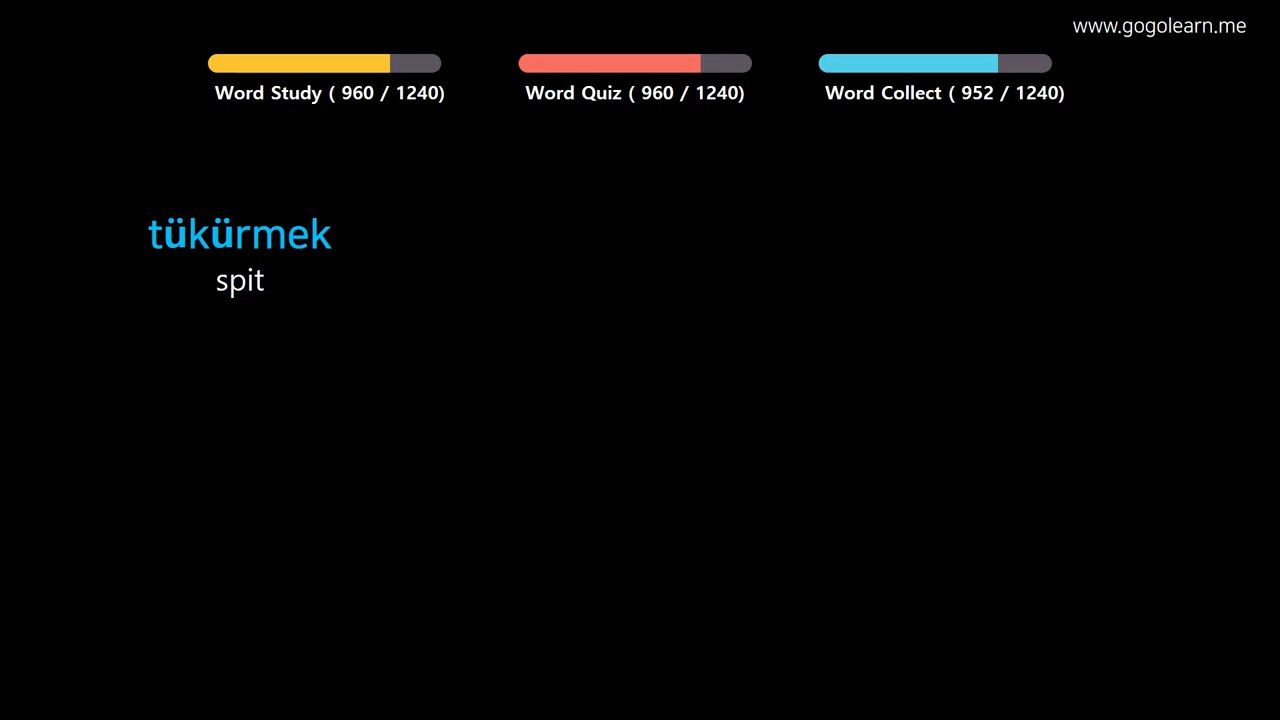 www.gogolearn.me
Word Study ( 960 / 1240)
Word Quiz ( 960 / 1240)
Word Collect ( 952 / 1240)
tükürmek
spit